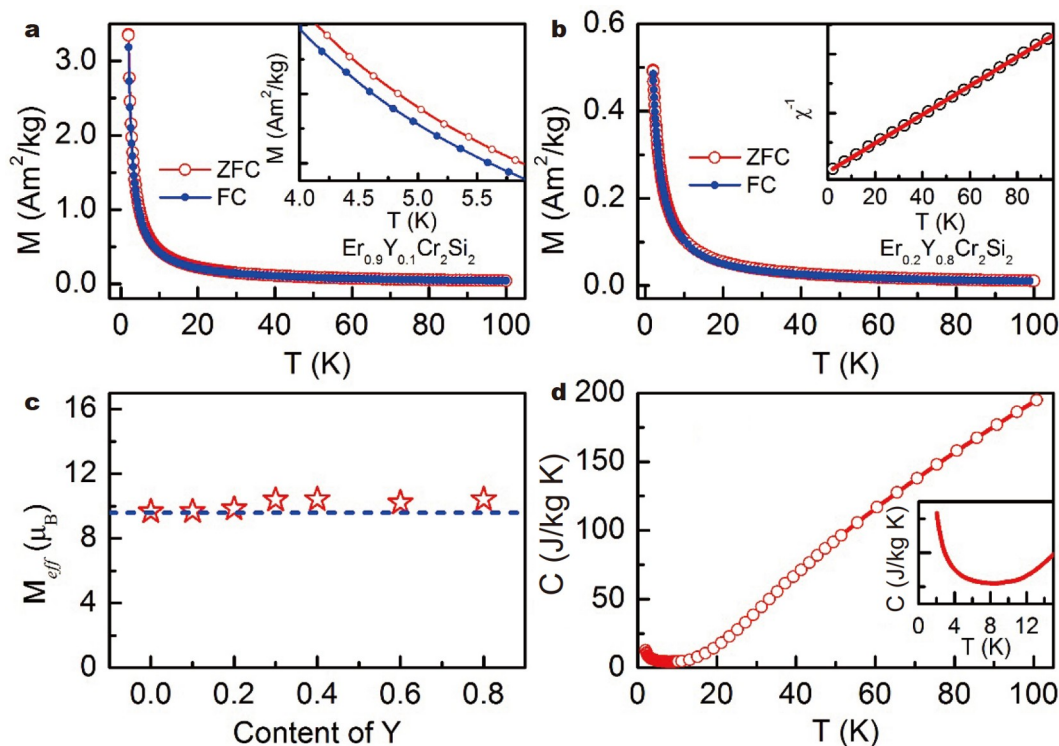 a
3.0
2.0
1.0
0.0
M (Am²/kg)
ZFC
FC
M (Am²/kg)
4.0 4.5 5.0 5.5
T (K)
Er₀.₉Y₀.₁Cr₂Si₂
0 20 40 60 80 100
T (K)
b
0.6
0.4
0.2
0.0
M (Am²/kg)
ZFC
FC
χ⁻¹
0 20 40 60 80
T (K)
Er₀.₂Y₀.₈Cr₂Si₂
0 20 40 60 80 100
T (K)
c
16
12
8
4
0
M_eff (μ_B)
0.0 0.2 0.4 0.6 0.8
Content of Y
d
200
150
100
50
0
C (J/kg K)
C (J/kg K)
0 4 8 12
T (K)
0 20 40 60 80 100
T (K)